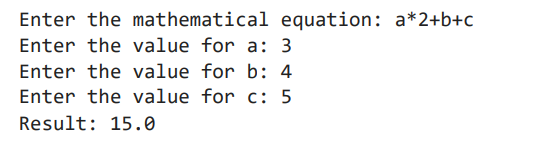 Enter the mathematical equation: a*2+b+c
Enter the value for a: 3
Enter the value for b: 4
Enter the value for c: 5
Result: 15.0